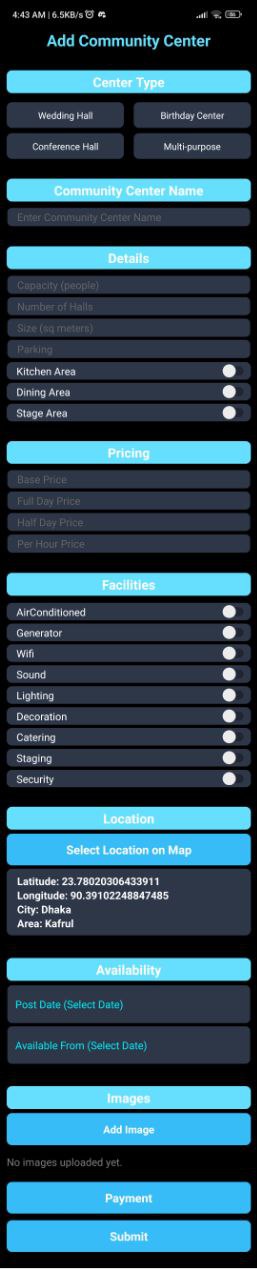 4:43 AM | 6.5KB/s
Add Community Center
Center Type
Wedding Hall
Birthday Center
Conference Hall
Multi-purpose
Community Center Name
Enter Community Center Name
Details
Capacity (people)
Number of Halls
Size (sq meters)
Parking
Kitchen Area
Dining Area
Stage Area
Pricing
Base Price
Full Day Price
Half Day Price
Per Hour Price
Facilities
AirConditioned
Generator
Wifi
Sound
Lighting
Decoration
Catering
Staging
Security
Location
Select Location on Map
Latitude: 23.78020306433911
Longitude: 90.39102248847485
City: Dhaka
Area: Kafrul
Availability
Post Date (Select Date)
Available From (Select Date)
Images
Add Image
No images uploaded yet.
Payment
Submit